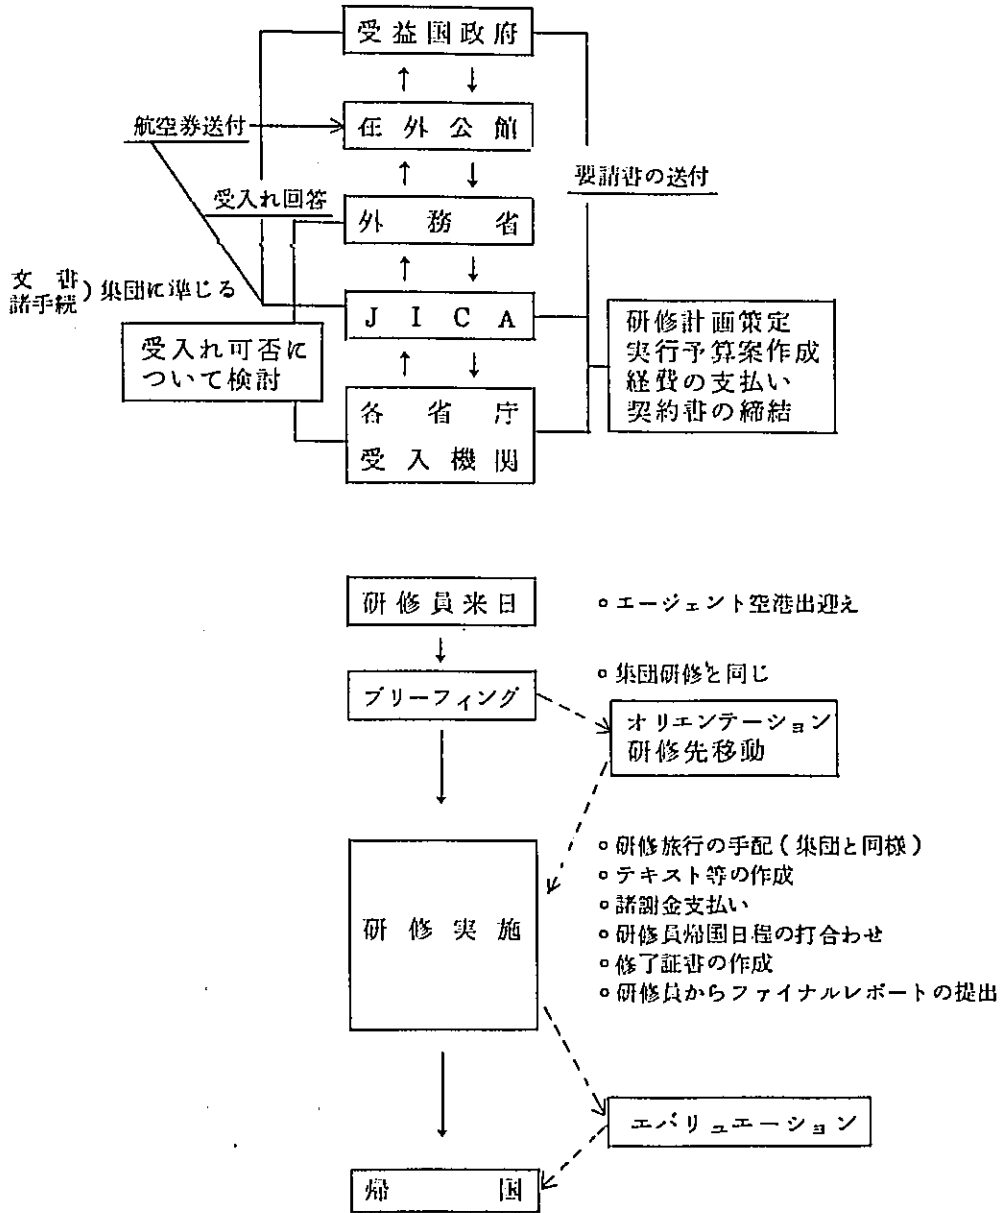 受益国政府
↑ ↓
航空券送付
在外公館
↑ ↓
要請書の送付
受入れ回答
外務省
↑ ↓
文書
諸手続)集団に準じる
JICA
受入れ可否に
ついて検討
↑ ↓
研修計画策定
実行予算案作成
経費の支払い
契約書の締結
各省庁
受入機関
研修員来日
○エージェント空港出迎え
↓
○集団研修と同じ
ブリーフィング
オリエンテーション
研修先移動
研修実施
○研修旅行の手配(集団と同様)
○テキスト等の作成
○諸謝金支払い
○研修員帰国日程の打合わせ
○修了証書の作成
○研修員からファイナルレポートの提出
エバリュエーション
帰国